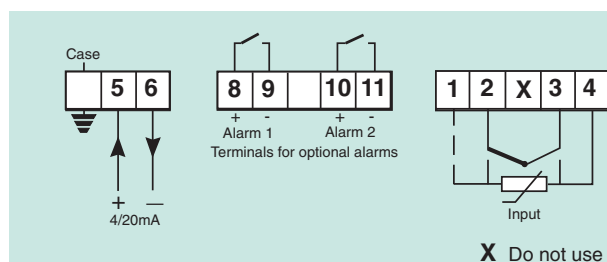 Case
5 6
+ —
4/20mA
8 9 10 11
+ - + -
Alarm 1 Alarm 2
Terminals for optional alarms
1 2 X 3 4
Input
X Do not use